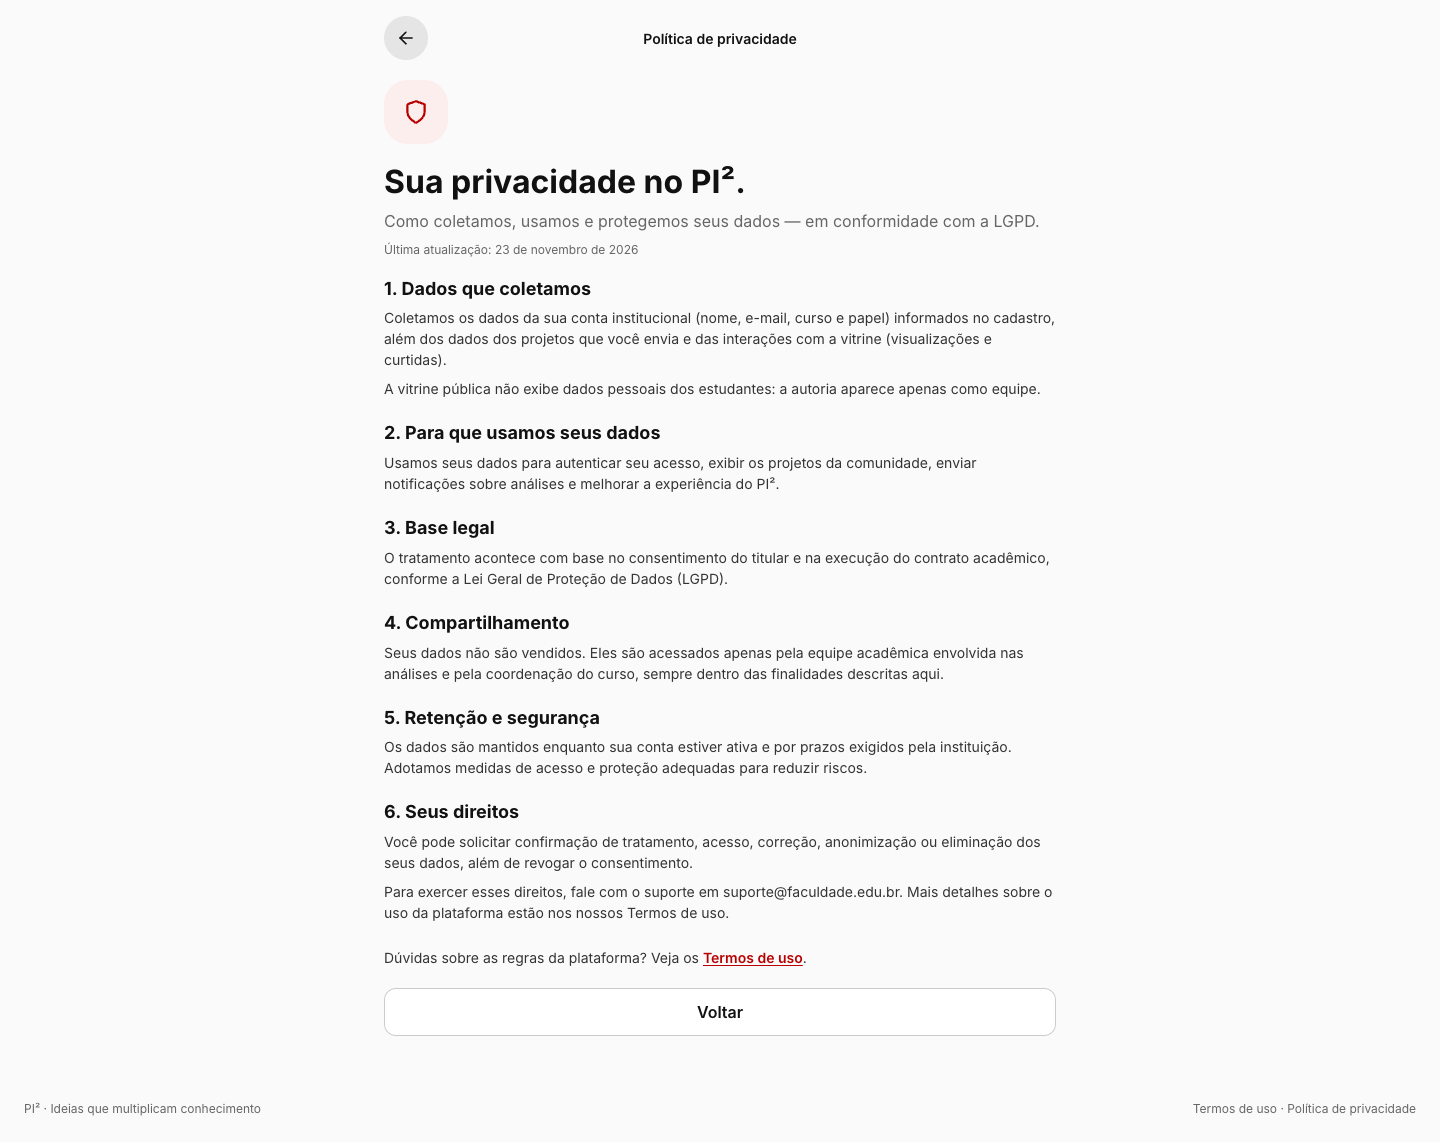 Política de privacidade
Sua privacidade no PI².
Como coletamos, usamos e protegemos seus dados — em conformidade com a LGPD.
Última atualização: 23 de novembro de 2026
1. Dados que coletamos
Coletamos os dados da sua conta institucional (nome, e-mail, curso e papel) informados no cadastro,
além dos dados dos projetos que você envia e das interações com a vitrine (visualizações e
curtidas).
A vitrine pública não exibe dados pessoais dos estudantes: a autoria aparece apenas como equipe.
2. Para que usamos seus dados
Usamos seus dados para autenticar seu acesso, exibir os projetos da comunidade, enviar
notificações sobre análises e melhorar a experiência do PI².
3. Base legal
O tratamento acontece com base no consentimento do titular e na execução do contrato acadêmico,
conforme a Lei Geral de Proteção de Dados (LGPD).
4. Compartilhamento
Seus dados não são vendidos. Eles são acessados apenas pela equipe acadêmica envolvida nas
análises e pela coordenação do curso, sempre dentro das finalidades descritas aqui.
5. Retenção e segurança
Os dados são mantidos enquanto sua conta estiver ativa e por prazos exigidos pela instituição.
Adotamos medidas de acesso e proteção adequadas para reduzir riscos.
6. Seus direitos
Você pode solicitar confirmação de tratamento, acesso, correção, anonimização ou eliminação dos
seus dados, além de revogar o consentimento.
Para exercer esses direitos, fale com o suporte em suporte@faculdade.edu.br. Mais detalhes sobre o
uso da plataforma estão nos nossos Termos de uso.
Dúvidas sobre as regras da plataforma? Veja os Termos de uso.
Voltar
PI² · Ideias que multiplicam conhecimento
Termos de uso · Política de privacidade